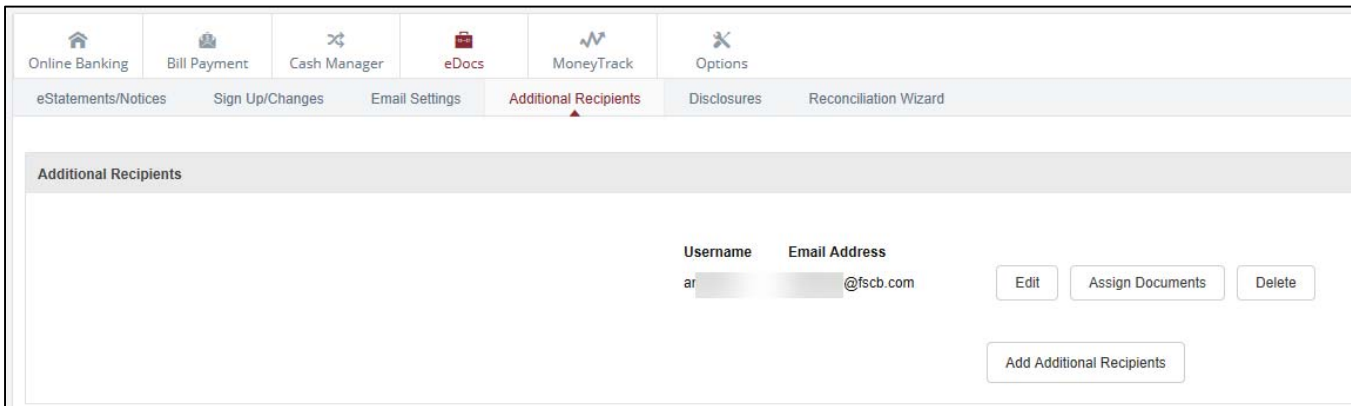 Online Banking Bill Payment Cash Manager eDocs MoneyTrack Options
eStatements/Notices Sign Up/Changes Email Settings Additional Recipients Disclosures Reconciliation Wizard
Additional Recipients
Username Email Address
@fscb.com Edit Assign Documents Delete
Add Additional Recipients